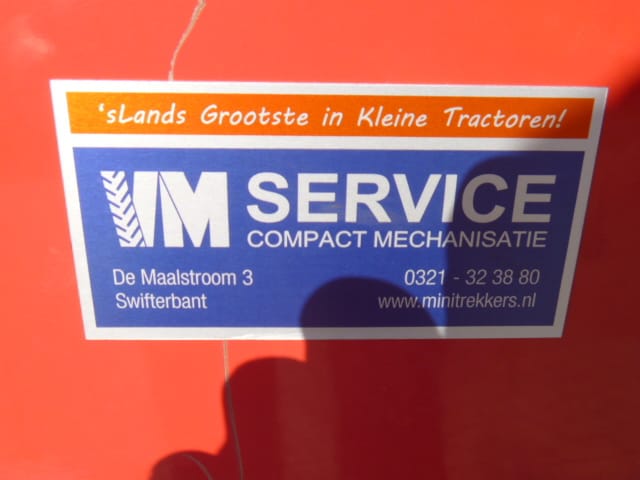 'sLands Grootste in Kleine Tractoren!
VM SERVICE
COMPACT MECHANISATIE
De Maalstroom 3 0321 - 32 38 80
Swifterbant www.minitrekkers.nl